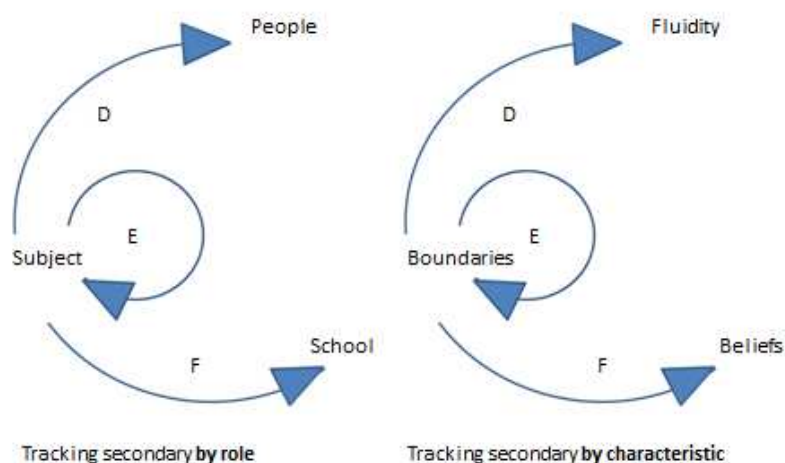 People
D
E
Subject
School
F
Tracking secondary by role
Fluidity
D
E
Boundaries
Beliefs
F
Tracking secondary by characteristic